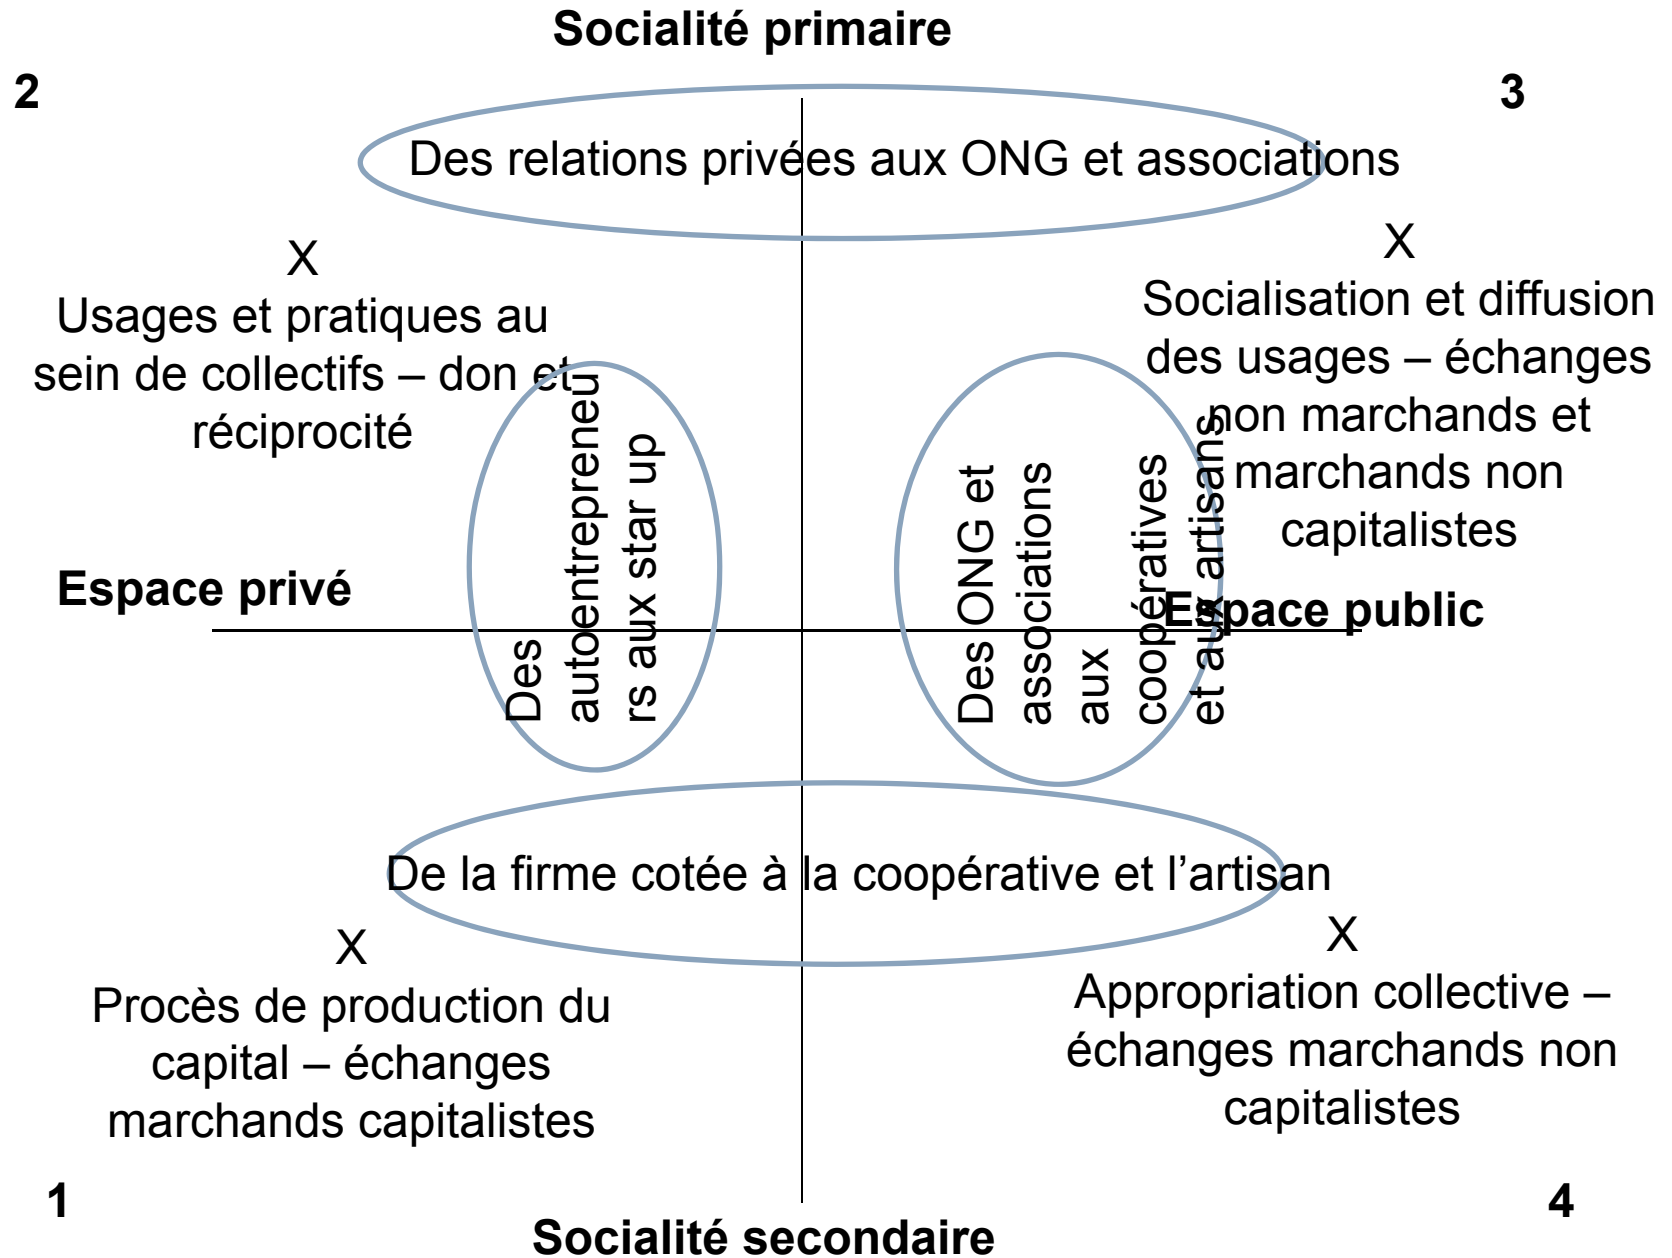 Socialité primaire
2
3
Des relations privées aux ONG et associations
X
Usages et pratiques au
sein de collectifs – don et
réciprocité
X
Socialisation et diffusion
des usages – échanges
non marchands et
marchands non
capitalistes
Des
autoentrepreneu
rs aux star up
Des ONG et
associations
aux
coopératives
et aux artisans
Espace privé
Espace public
De la firme cotée à la coopérative et l’artisan
X
Procès de production du
capital – échanges
marchands capitalistes
X
Appropriation collective –
échanges marchands non
capitalistes
1
4
Socialité secondaire